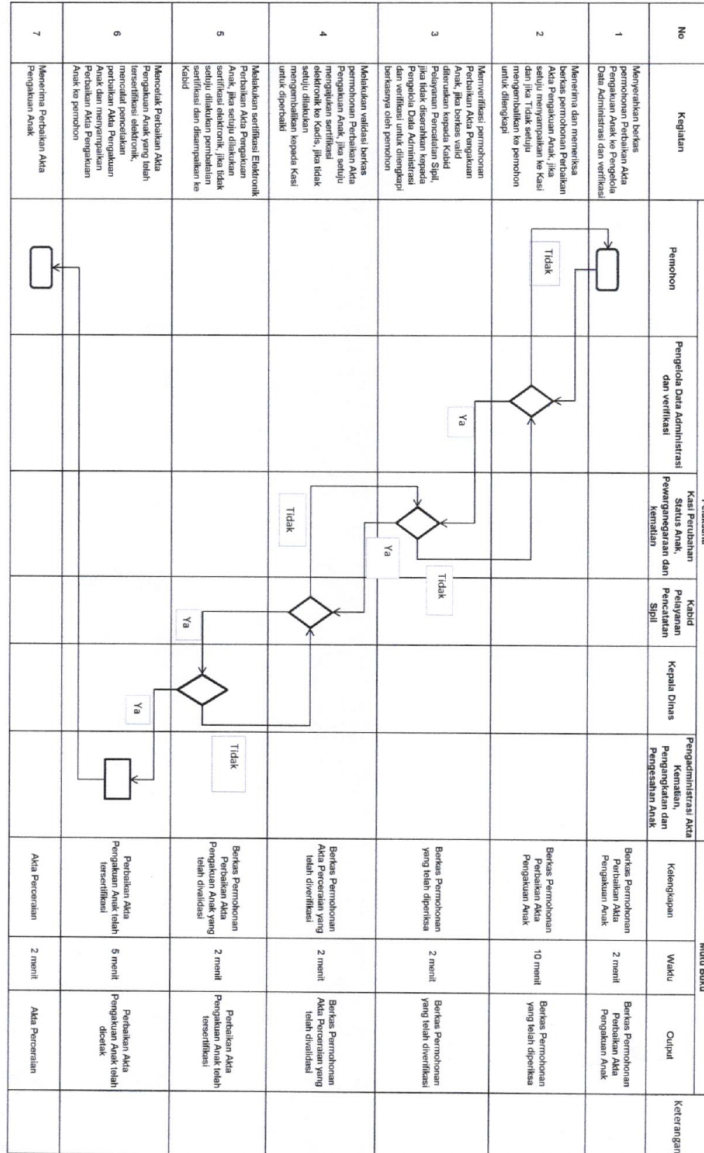 No
Kegiatan
Pelaksana
Mutu Baku
Keterangan
Pemohon
Pengelola Data Administrasi
dan verifikasi
Kasi Perubahan
Status Anak,
Pewarganegaraan dan
kematian
Kabid
Pelayanan
Pencatatan
Sipil
Kepala Dinas
Pengadministrasi Akta
Kematian,
Pengangkatan dan
Pengesahan Anak
Kelengkapan
Waktu
Output
1
Menyerahkan berkas
permohonan Perbaikan Akta
Pengakuan Anak ke Pengelola
Data Administrasi dan verifikasi
Berkas Permohonan
Perbaikan Akta
Pengakuan Anak
2 menit
Berkas Permohonan
Perbaikan Akta
Pengakuan Anak
2
Menerima dan memeriksa
berkas permohonan Perbaikan
Akta Pengakuan Anak, jika
setuju menyampaikan ke Kasi
dan jika Tidak setuju
mengembalikan ke pemohon
untuk dilengkapi
Tidak
Ya
Berkas Permohonan
Perbaikan Akta
Pengakuan Anak
10 menit
Berkas Permohonan
yang telah diperiksa
3
Memverifikasi permohonan
Perbaikan Akta Pengakuan
Anak, jika berkas valid
diteruskan kepada Kabid
Pelayanan Pencatatan Sipil,
jika tidak diserahkan kepada
Pengelola Data Administrasi
dan verifikasi untuk dilengkapi
berkasnya oleh pemohon
Tidak
Ya
Berkas Permohonan
yang telah diperiksa
2 menit
Berkas Permohonan
yang telah diverifikasi
4
Melakukan validasi berkas
permohonan Perbaikan Akta
Pengakuan Anak, jika setuju
mengajukan sertifikasi
elektronik ke Kadis, jika tidak
setuju dilakukan
mengembalikan kepada Kasi
untuk diperbaiki
Tidak
Ya
Berkas Permohonan
Akta Perceraian yang
telah diverifikasi
2 menit
Berkas Permohonan
Akta Perceraian yang
telah divalidasi
5
Melakukan sertifikasi Elektronik
Perbaikan Akta Pengakuan
Anak, jika setuju dilakukan
sertifikasi elektronik, jika tidak
setuju dilakukan pembatalan
sertifikasi dan disampaikan ke
Kabid
Tidak
Ya
Berkas Permohonan
Perbaikan Akta
Pengakuan Anak yang
telah divalidasi
2 menit
Perbaikan Akta
Pengakuan Anak telah
tersertifikasi
6
Mencetak Perbaikan Akta
Pengakuan Anak yang telah
tersertifikasi elektronik,
mencatat pencetakan
perbaikan Akta Pengakuan
Anak dan menyampaikan
Perbaikan Akta Pengakuan
Anak ke pemohon
Perbaikan Akta
Pengakuan Anak telah
tersertifikasi
5 menit
Perbaikan Akta
Pengakuan Anak telah
dicetak
7
Menerima Perbaikan Akta
Pengakuan Anak
Akta Perceraian
2 menit
Akta Perceraian